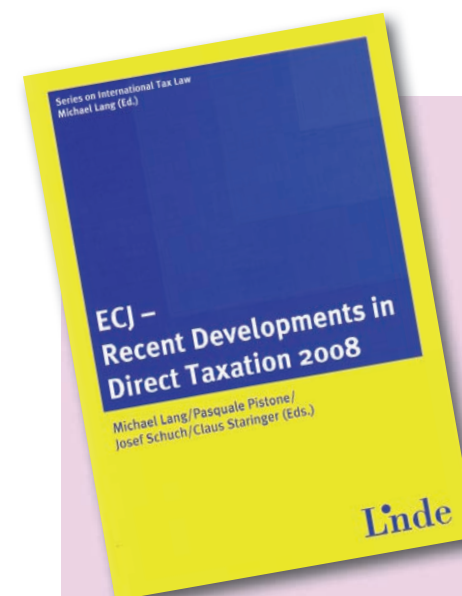 Series on International Tax Law
Michael Lang (Ed.)
ECJ –
Recent Developments in
Direct Taxation 2008
Michael Lang/Pasquale Pistone/
Josef Schuch/Claus Staringer (Eds.)
Linde